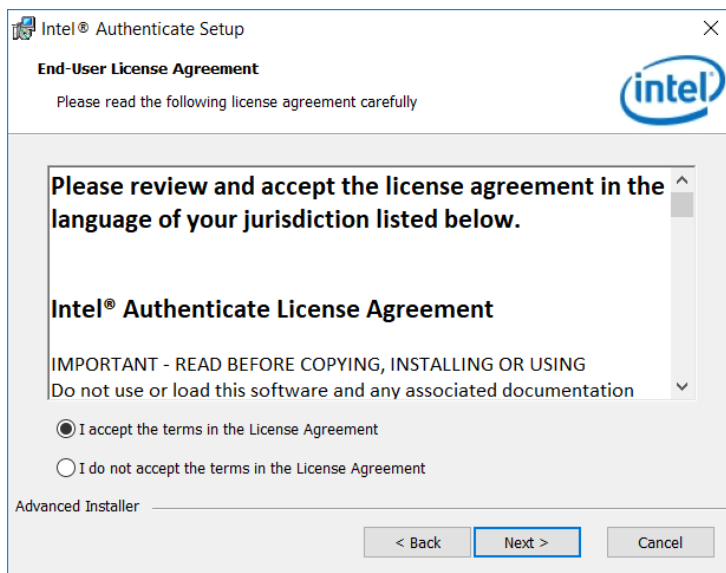 Intel® Authenticate Setup
End-User License Agreement
Please read the following license agreement carefully
intel
Please review and accept the license agreement in the
language of your jurisdiction listed below.
Intel® Authenticate License Agreement
IMPORTANT - READ BEFORE COPYING, INSTALLING OR USING
Do not use or load this software and any associated documentation
I accept the terms in the License Agreement
I do not accept the terms in the License Agreement
Advanced Installer
< Back Next > Cancel